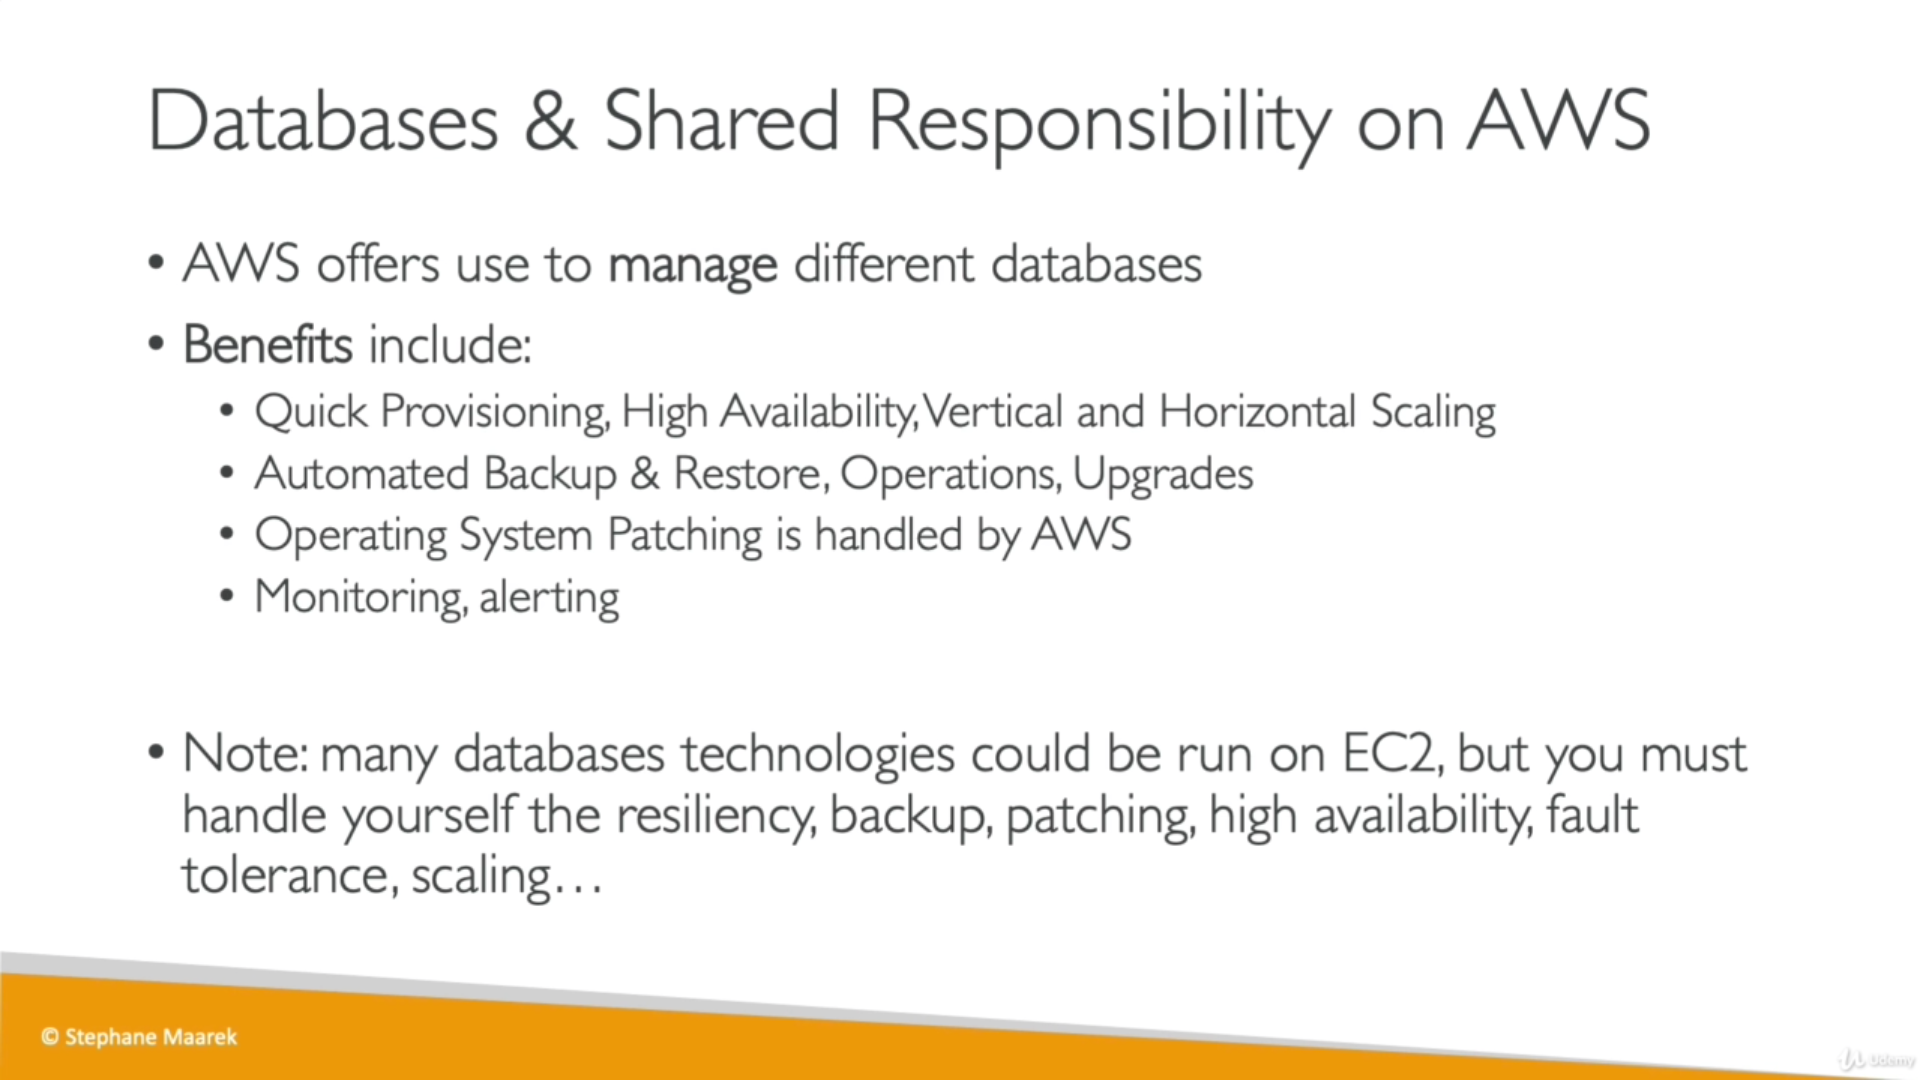 Databases & Shared Responsibility on AWS
• AWS offers use to manage different databases
• Benefits include:
• Quick Provisioning, High Availability, Vertical and Horizontal Scaling
• Automated Backup & Restore, Operations, Upgrades
• Operating System Patching is handled by AWS
• Monitoring, alerting
• Note: many databases technologies could be run on EC2, but you must
handle yourself the resiliency, backup, patching, high availability, fault
tolerance, scaling…
© Stephane Maarek
Udemy